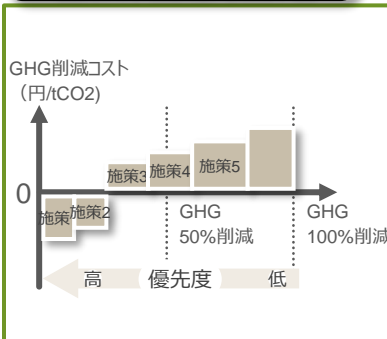 GHG削減コスト
(円/tCO2)
施策3
施策4
施策5
0
施策
施策2
GHG
50%削減
GHG
100%削減
高
優先度
低